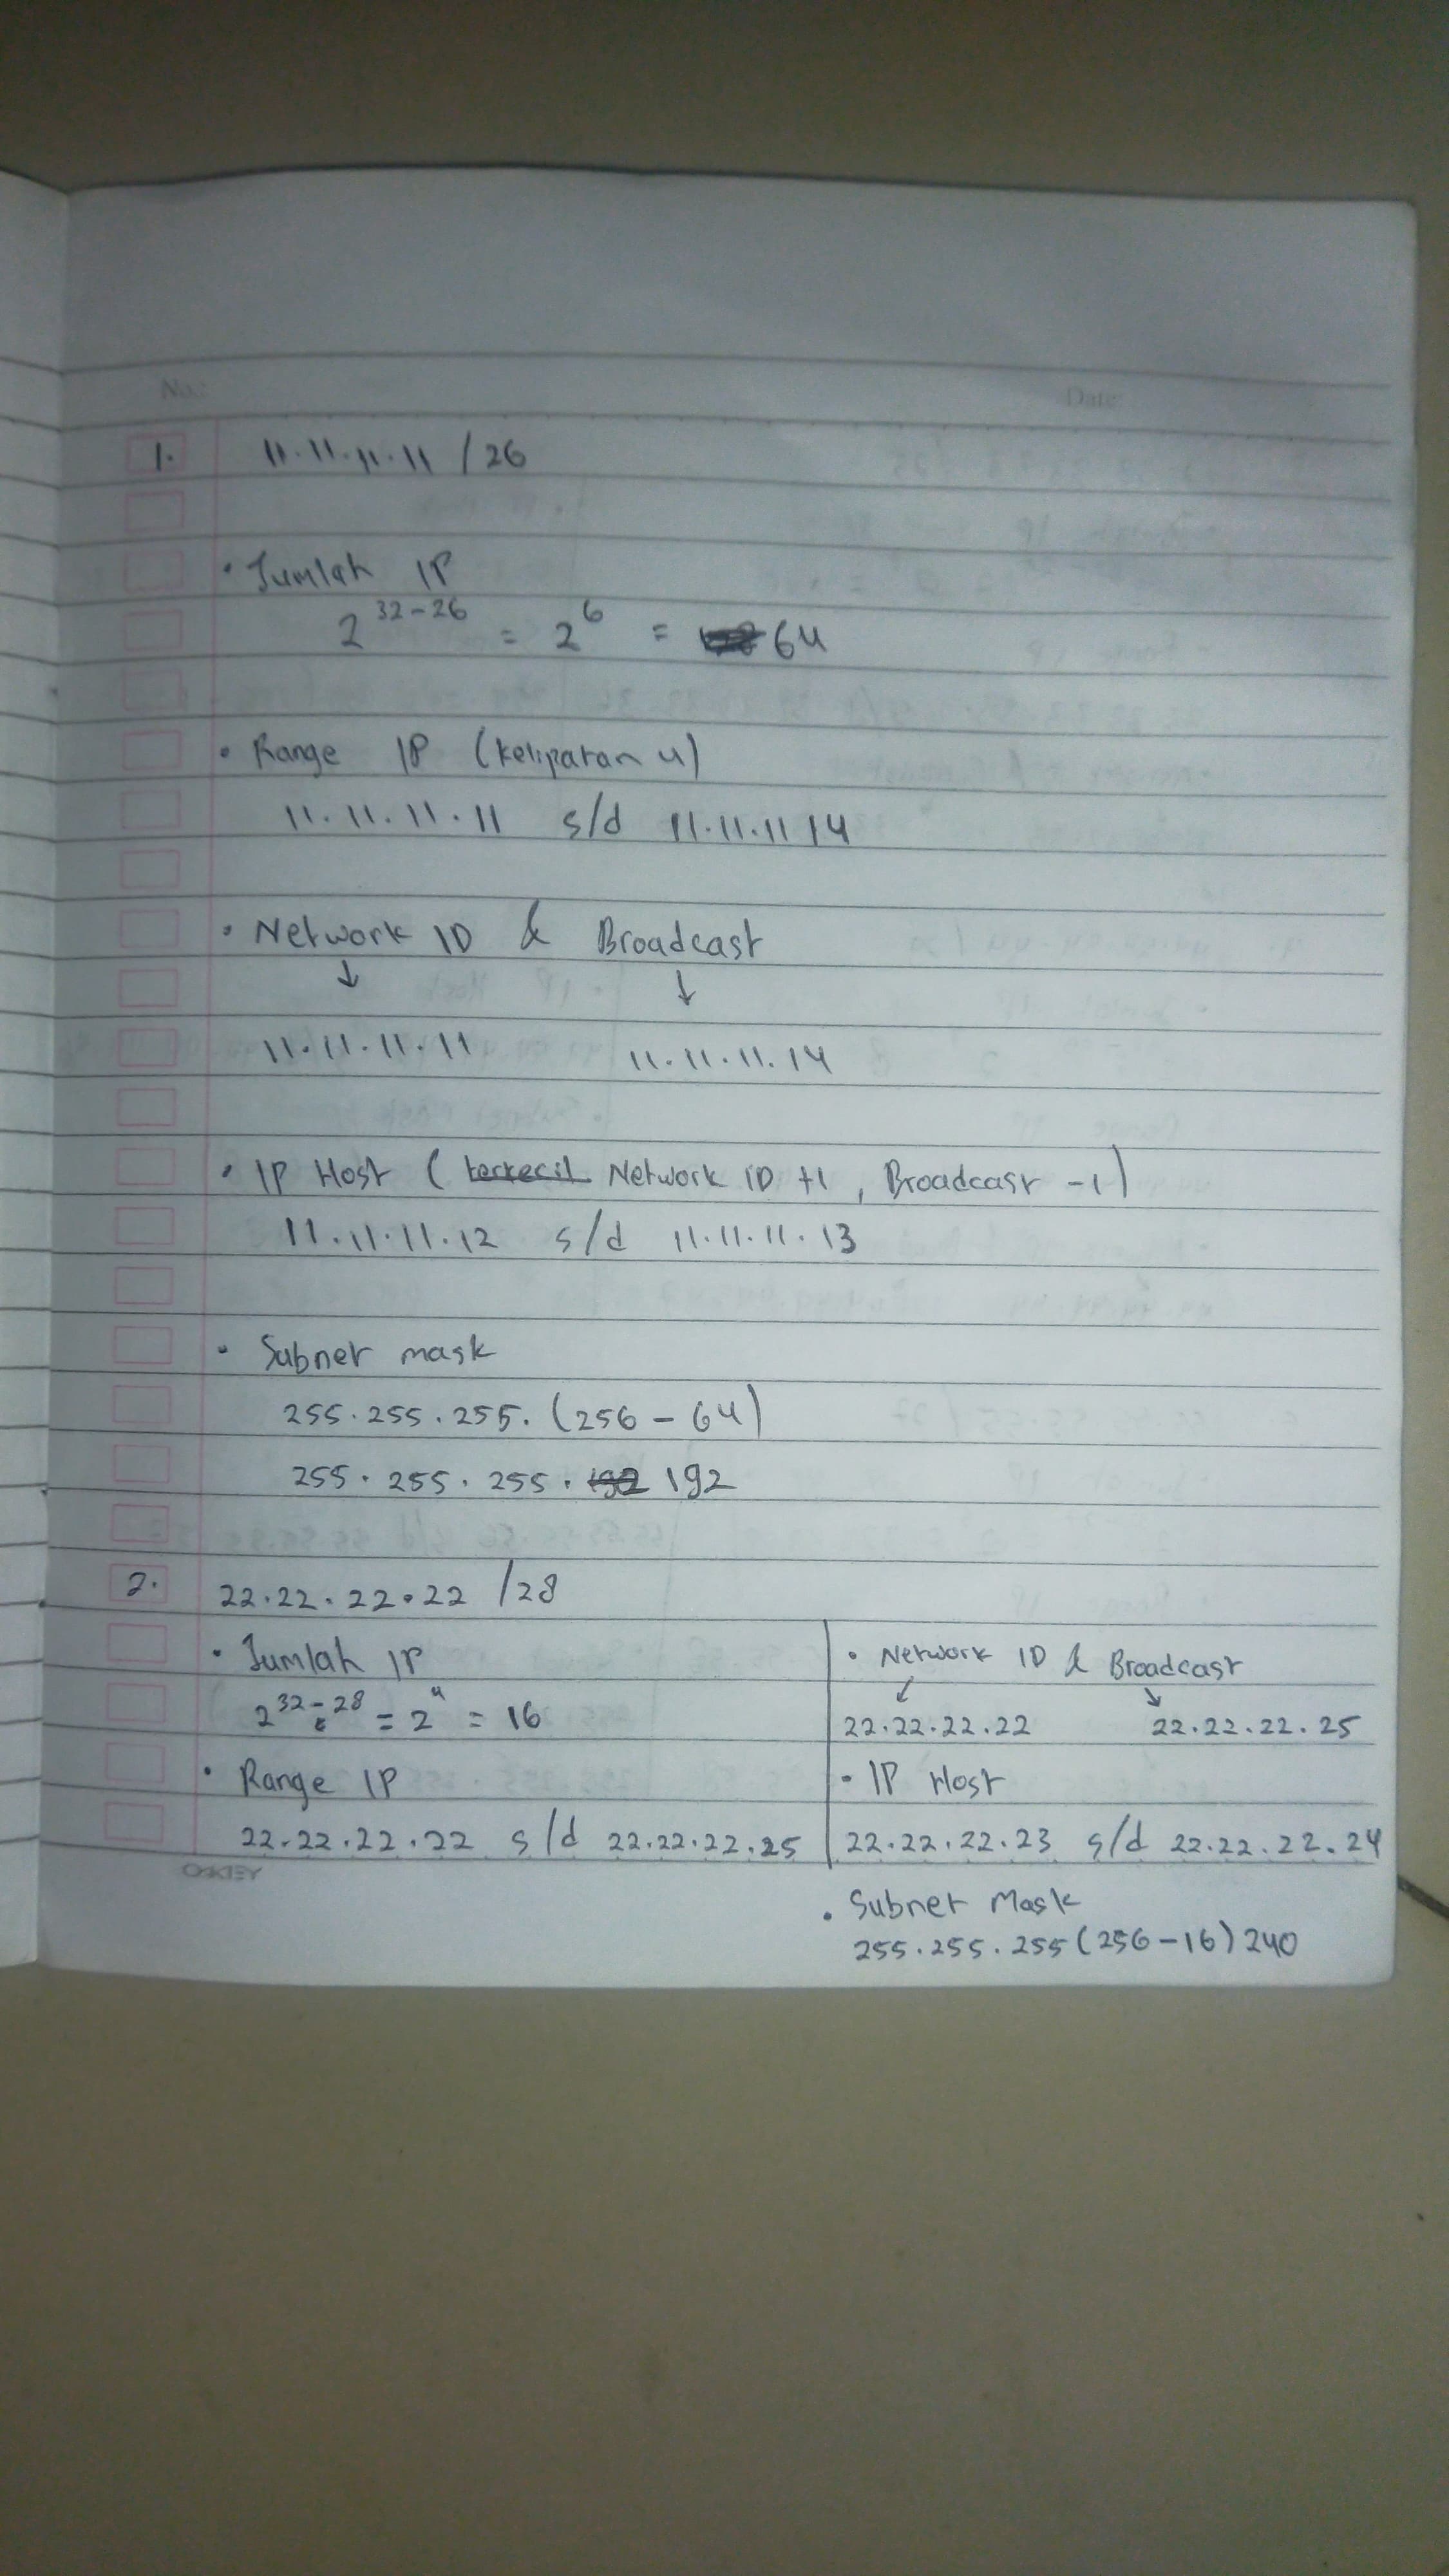 No.:
Date:
1. 11.11.11.11 /26
• Jumlah IP
2^32-26 = 2^6 = 64
• Range IP (kelipatan 4)
11.11.11.11 s/d 11.11.11 14
• Network ID & Broadcast
↓ ↓
11.11.11.11 11.11.11.14
• IP Host ( terkecil Network ID +1, Broadcast -1)
11.11.11.12 s/d 11.11.11.13
• Subnet mask
255.255.255.(256 - 64)
255.255.255. 192 192
2. 22.22.22.22 /28
• Jumlah IP
2^32-28 = 2^4 = 16
• Range IP
22.22.22.22 s/d 22.22.22.25
• Network ID & Broadcast
↓ ↓
22.22.22.22 22.22.22.25
• IP Host
22.22.22.23 s/d 22.22.22.24
• Subnet Mask
255.255.255(256-16)240